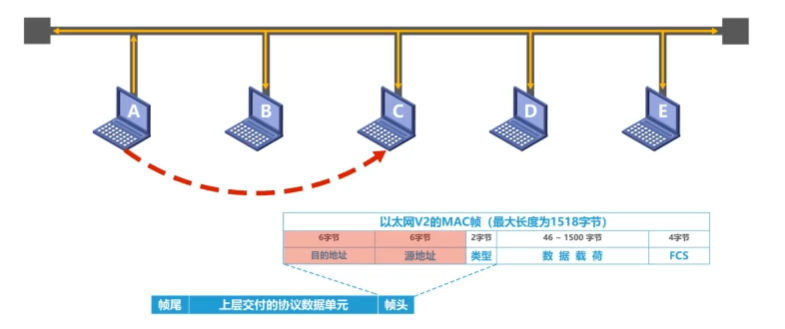 A B C D E
以太网V2的MAC帧（最大长度为1518字节）
6字节 6字节 2字节 46 ~ 1500 字节 4字节
目的地址 源地址 类型 数 据 载 荷 FCS
帧尾 上层交付的协议数据单元 帧头